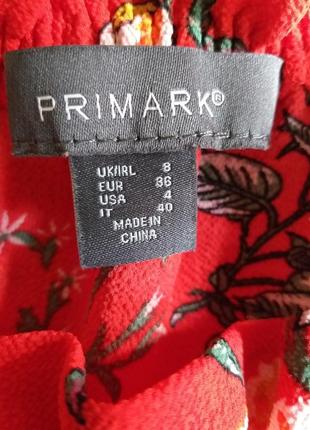 PRIMARK®
UK/IRL 8
EUR 36
USA 4
IT 40
MADE IN
CHINA